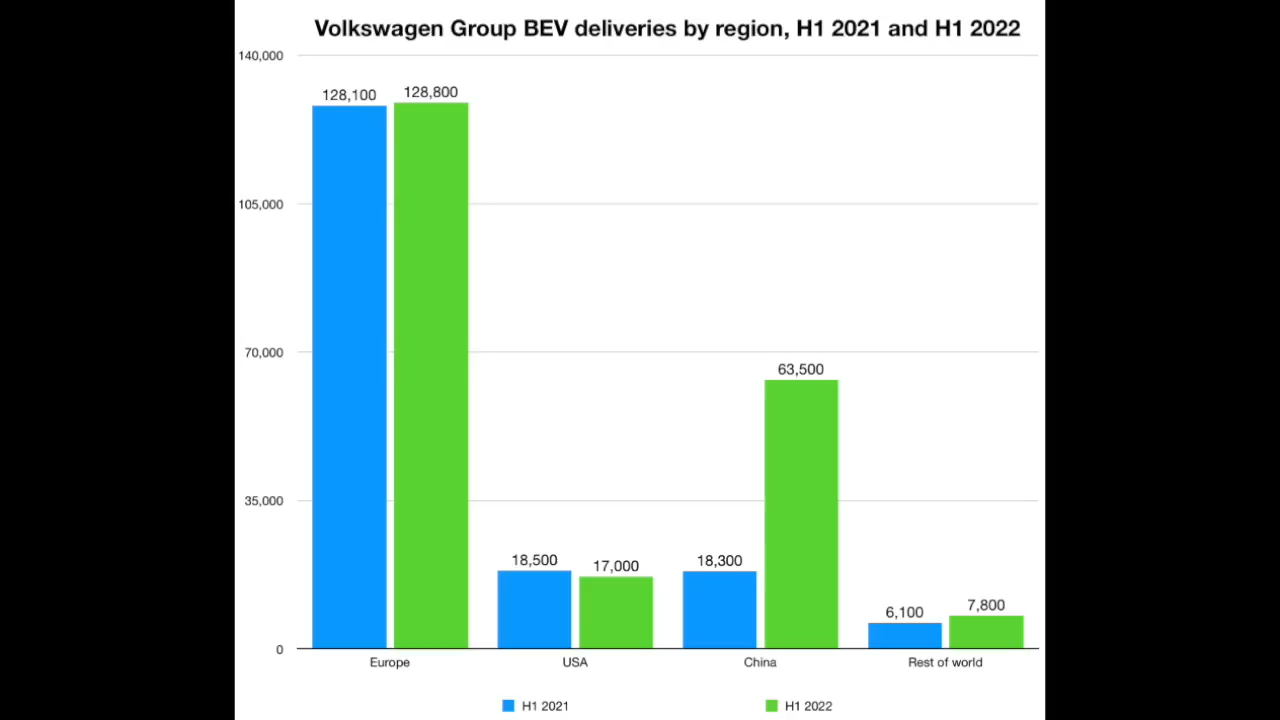 Volkswagen Group BEV deliveries by region, H1 2021 and H1 2022
140,000
128,100
128,800
105,000
70,000
63,500
35,000
18,500
17,000
18,300
6,100
7,800
0
Europe
USA
China
Rest of world
H1 2021
H1 2022